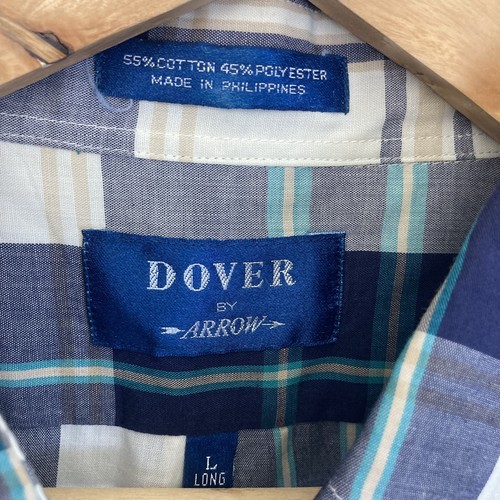 55% COTTON 45% POLYESTER
MADE IN PHILIPPINES
DOVER
BY
ARROW
L
LONG